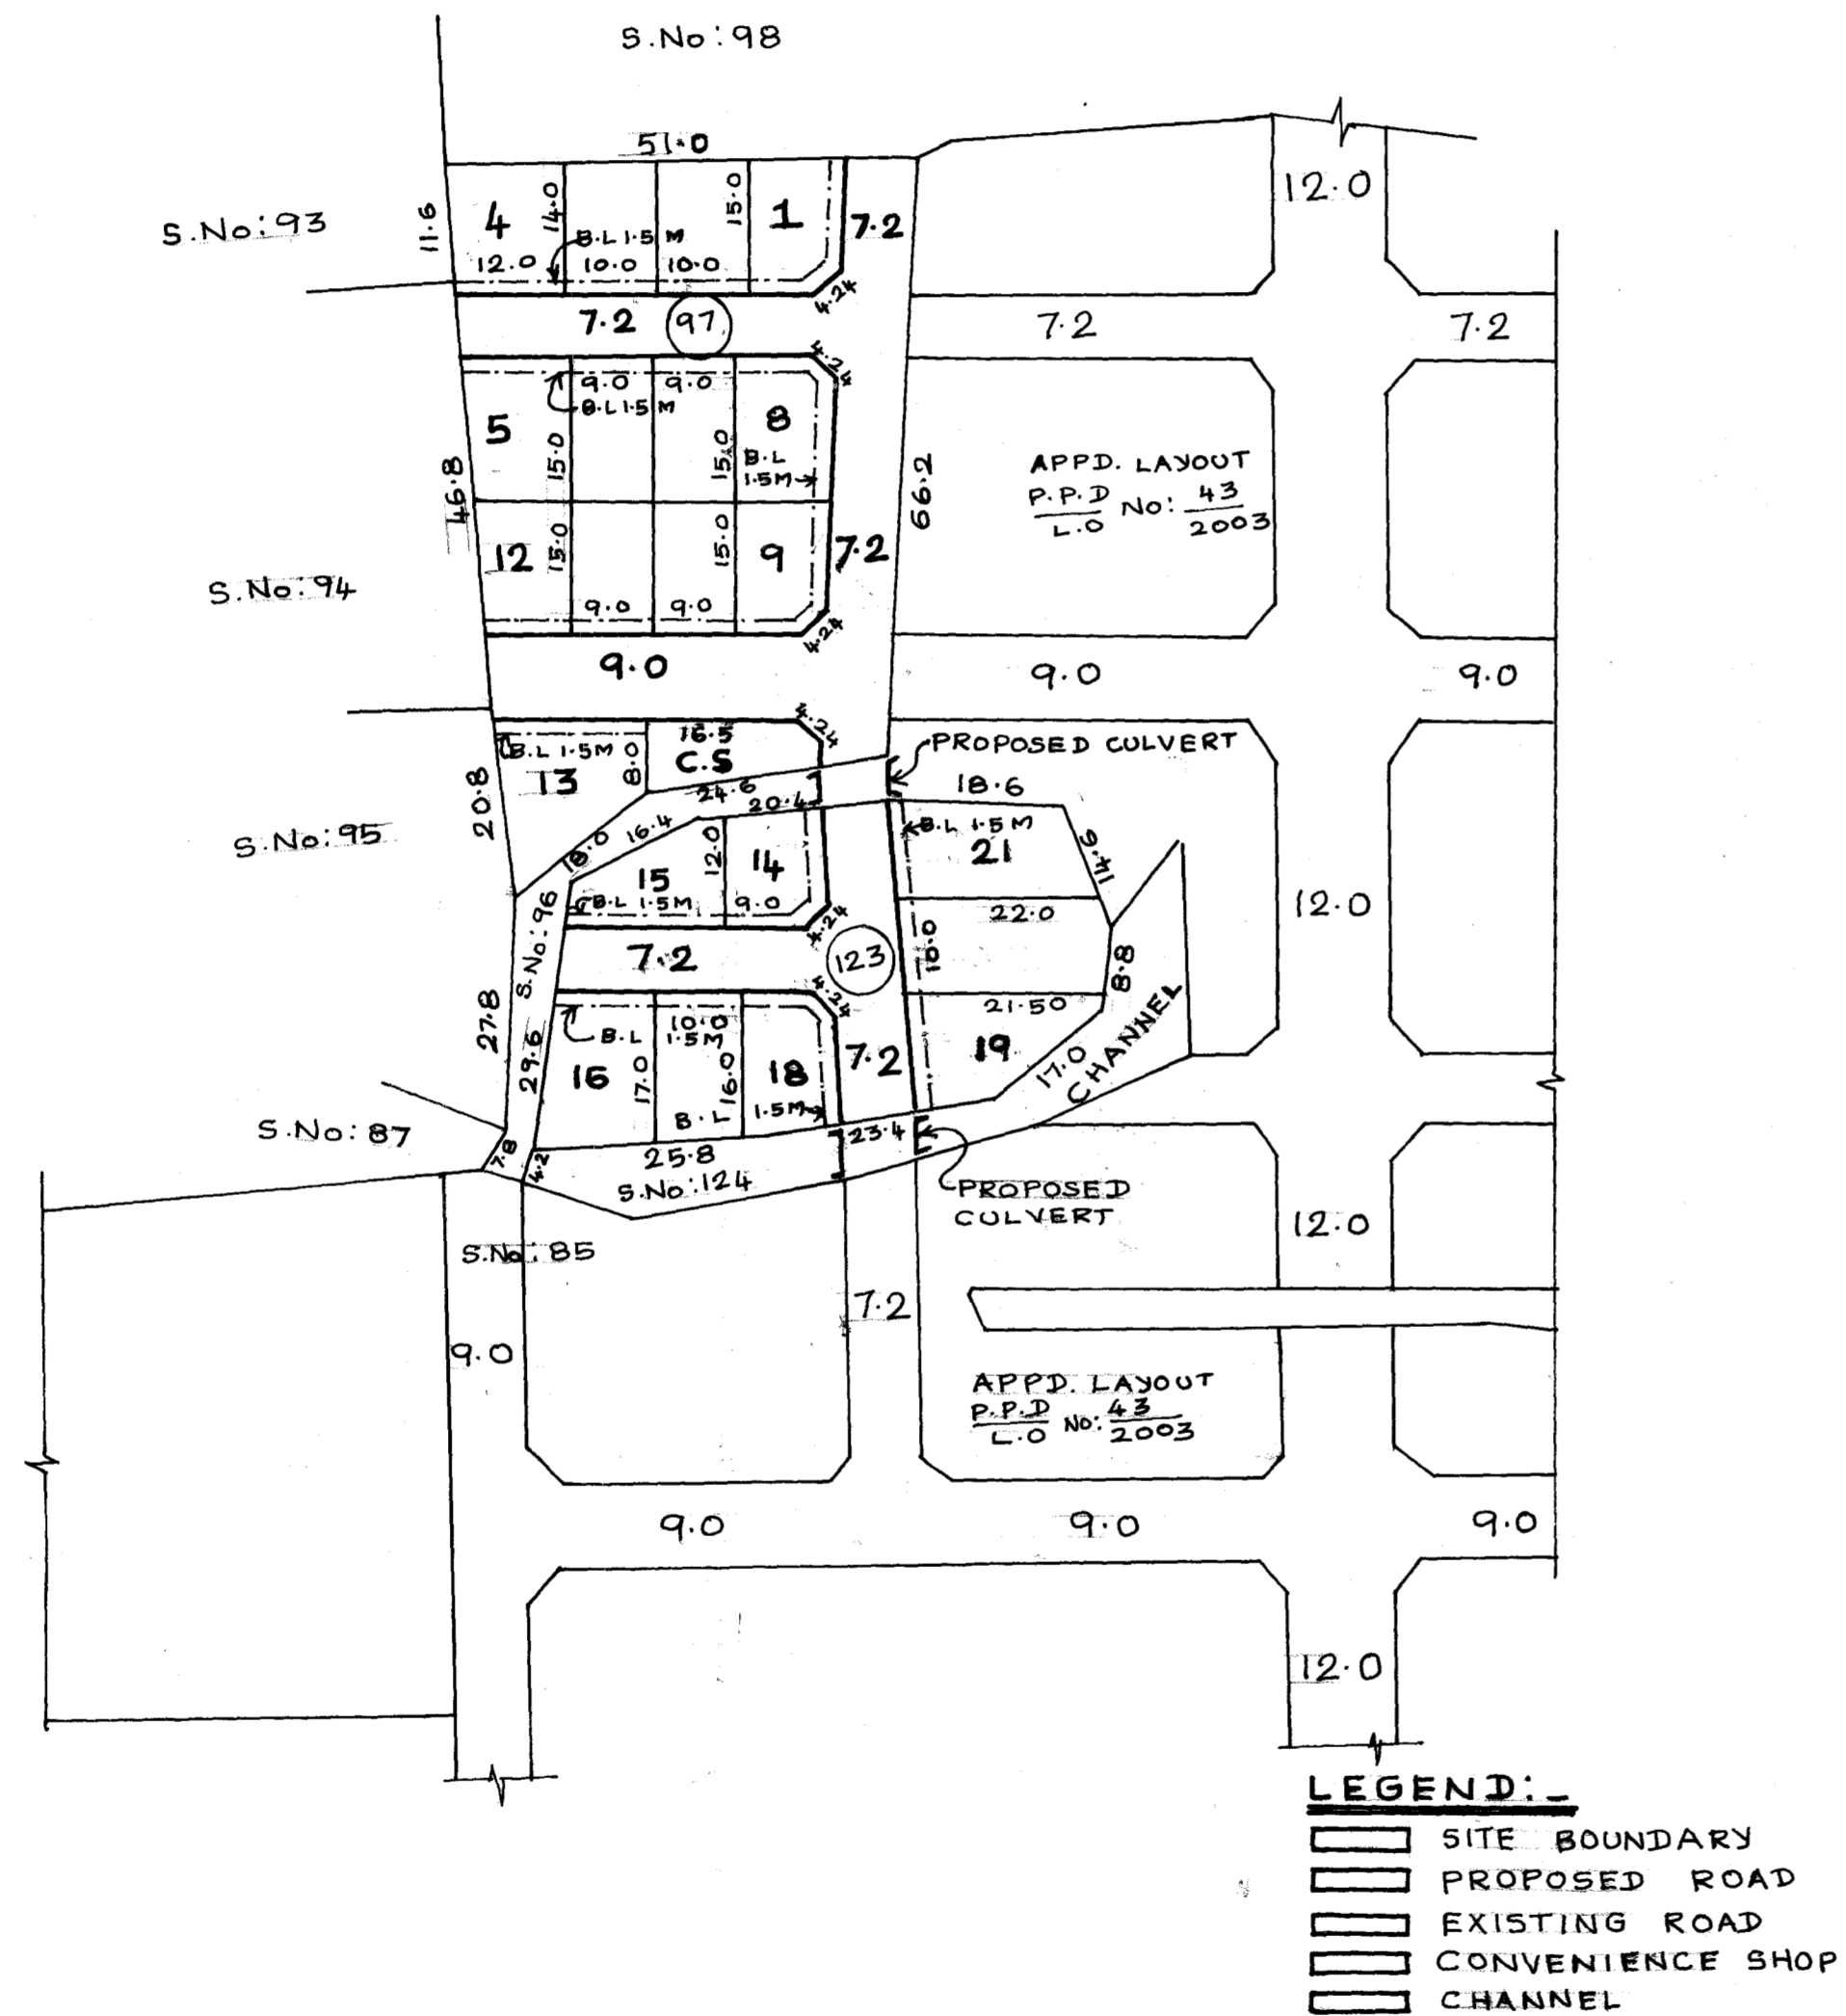 S.No:98
51.0
12.0
S.No:93
11.6
4
14.0
15.0
1
7.2
B.L 1.5 M
12.0
10.0
10.0
4.24
7.2
97
7.2
7.2
4.24
9.0
9.0
B.L 1.5 M
5
8
15.0
15.0
B.L
1.5M
46.8
66.2
APPD. LAYOUT
P.P.D
L.O
No: 43
2003
12
15.0
15.0
9
7.2
S.No:94
9.0
9.0
4.24
9.0
9.0
9.0
4.24
16.5
C.S
B.L 1.5M
8.0
13
PROPOSED CULVERT
20.8
24.6
20.4
18.6
S.No:95
18.0
16.4
12.0
14
15
B.L 1.5M
9.0
4.24
B.L 1.5M
21
14.6
12.0
22.0
S.No:96
7.2
123
10.0
8.8
4.24
21.50
27.8
29.6
B.L
10.0
1.5M
16
17.0
16.0
18
7.2
19
17.0
CHANNEL
B.L
1.5M
S.No:87
7.8
4.2
23.4
25.8
S.No:124
PROPOSED
CULVERT
12.0
S.No:85
7.2
9.0
APPD. LAYOUT
P.P.D
L.O
No: 43
2003
9.0
9.0
9.0
12.0
LEGEND:-
SITE BOUNDARY
PROPOSED ROAD
EXISTING ROAD
CONVENIENCE SHOP
CHANNEL